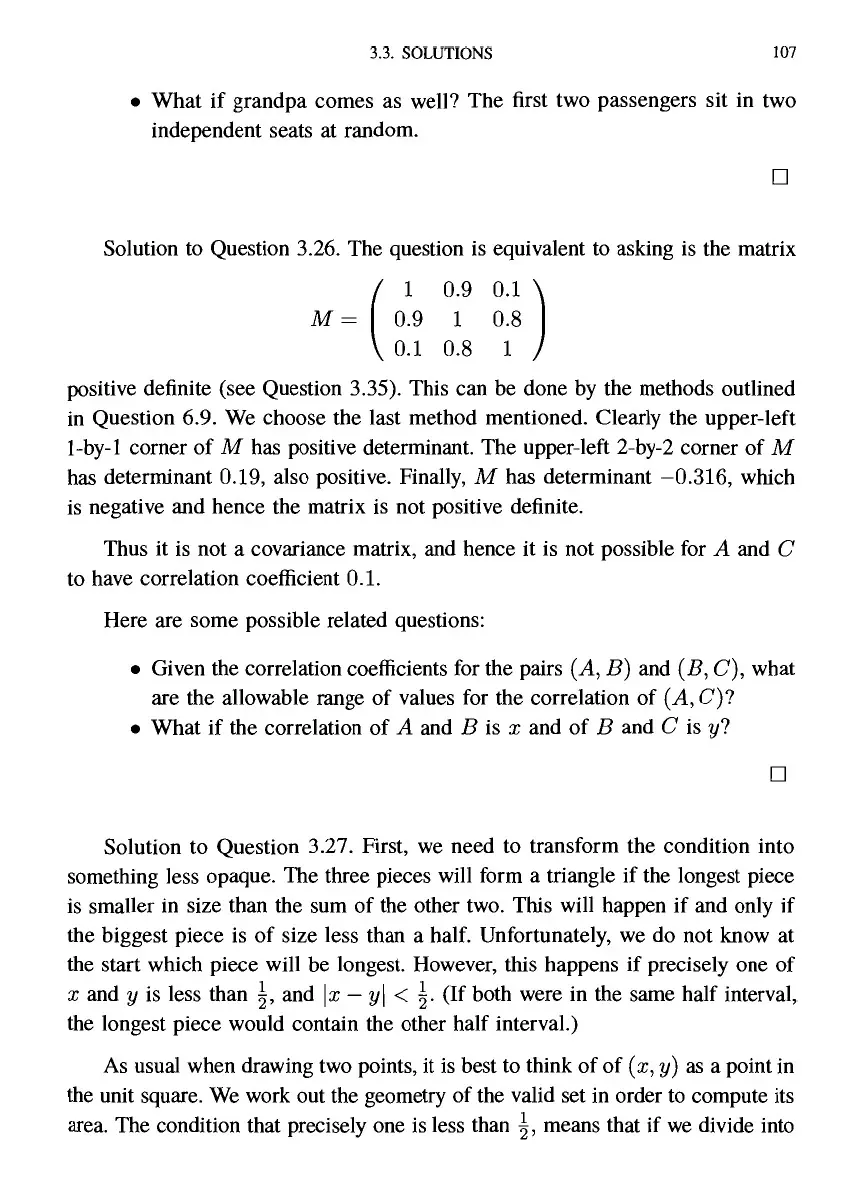 3.3. SOLUTIONS 107
• What if grandpa comes as well? The first two passengers sit in two
independent seats at random.
□
Solution to Question 3.26. The question is equivalent to asking is the matrix
1 0.9 0.1
M = ( 0.9 1 0.8 )
0.1 0.8 1
positive definite (see Question 3.35). This can be done by the methods outlined
in Question 6.9. We choose the last method mentioned. Clearly the upper-left
1-by-1 corner of M has positive determinant. The upper-left 2-by-2 corner of M
has determinant 0.19, also positive. Finally, M has determinant −0.316, which
is negative and hence the matrix is not positive definite.
Thus it is not a covariance matrix, and hence it is not possible for A and C
to have correlation coefficient 0.1.
Here are some possible related questions:
• Given the correlation coefficients for the pairs (A, B) and (B, C), what
are the allowable range of values for the correlation of (A, C)?
• What if the correlation of A and B is x and of B and C is y?
□
Solution to Question 3.27. First, we need to transform the condition into
something less opaque. The three pieces will form a triangle if the longest piece
is smaller in size than the sum of the other two. This will happen if and only if
the biggest piece is of size less than a half. Unfortunately, we do not know at
the start which piece will be longest. However, this happens if precisely one of
x and y is less than 1/2, and |x − y| < 1/2. (If both were in the same half interval,
the longest piece would contain the other half interval.)
As usual when drawing two points, it is best to think of of (x, y) as a point in
the unit square. We work out the geometry of the valid set in order to compute its
area. The condition that precisely one is less than 1/2, means that if we divide into